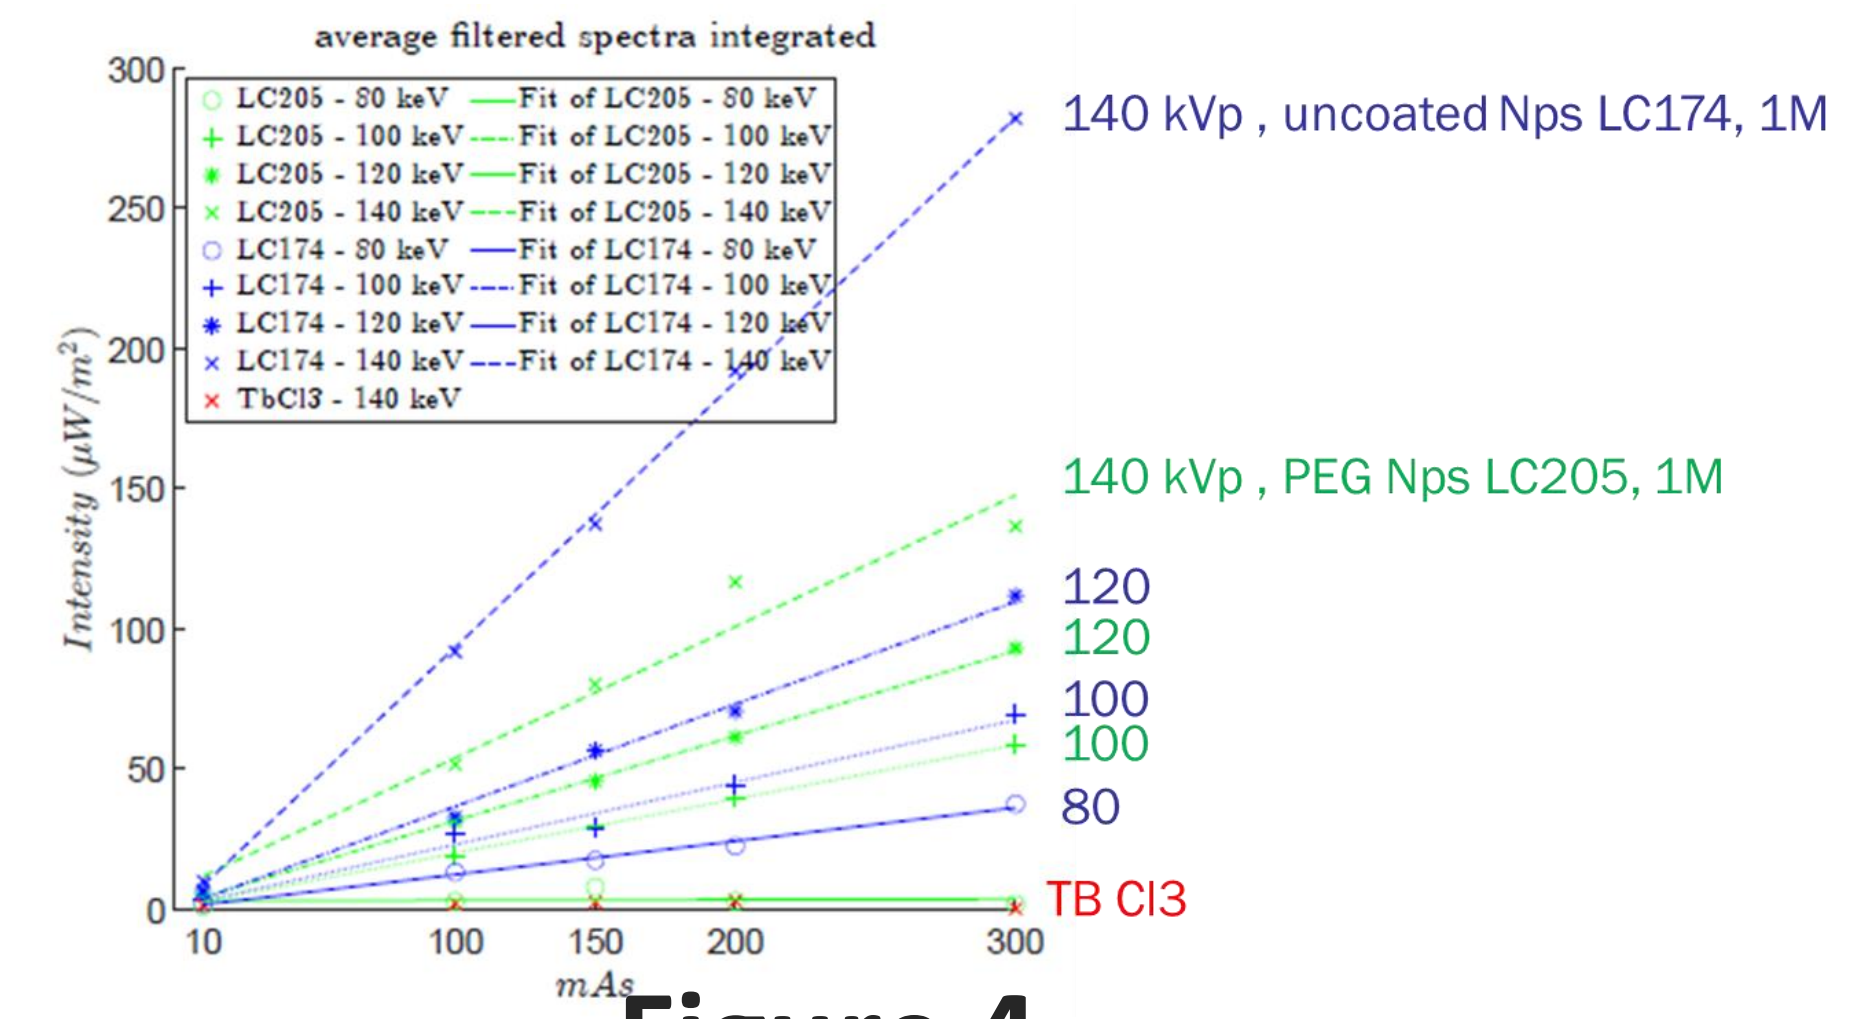 average filtered spectra integrated
300
250
200
150
100
50
0
Intensity (μW/m²)
LC205 - 80 keV Fit of LC205 - 80 keV
LC205 - 100 keV Fit of LC205 - 100 keV
LC205 - 120 keV Fit of LC205 - 120 keV
LC205 - 140 keV Fit of LC205 - 140 keV
LC174 - 80 keV Fit of LC174 - 80 keV
LC174 - 100 keV Fit of LC174 - 100 keV
LC174 - 120 keV Fit of LC174 - 120 keV
LC174 - 140 keV Fit of LC174 - 140 keV
TbCl3 - 140 keV
140 kVp , uncoated Nps LC174, 1M
140 kVp , PEG Nps LC205, 1M
120
120
100
100
80
TB Cl3
10 100 150 200 300
mAs
Figure 4